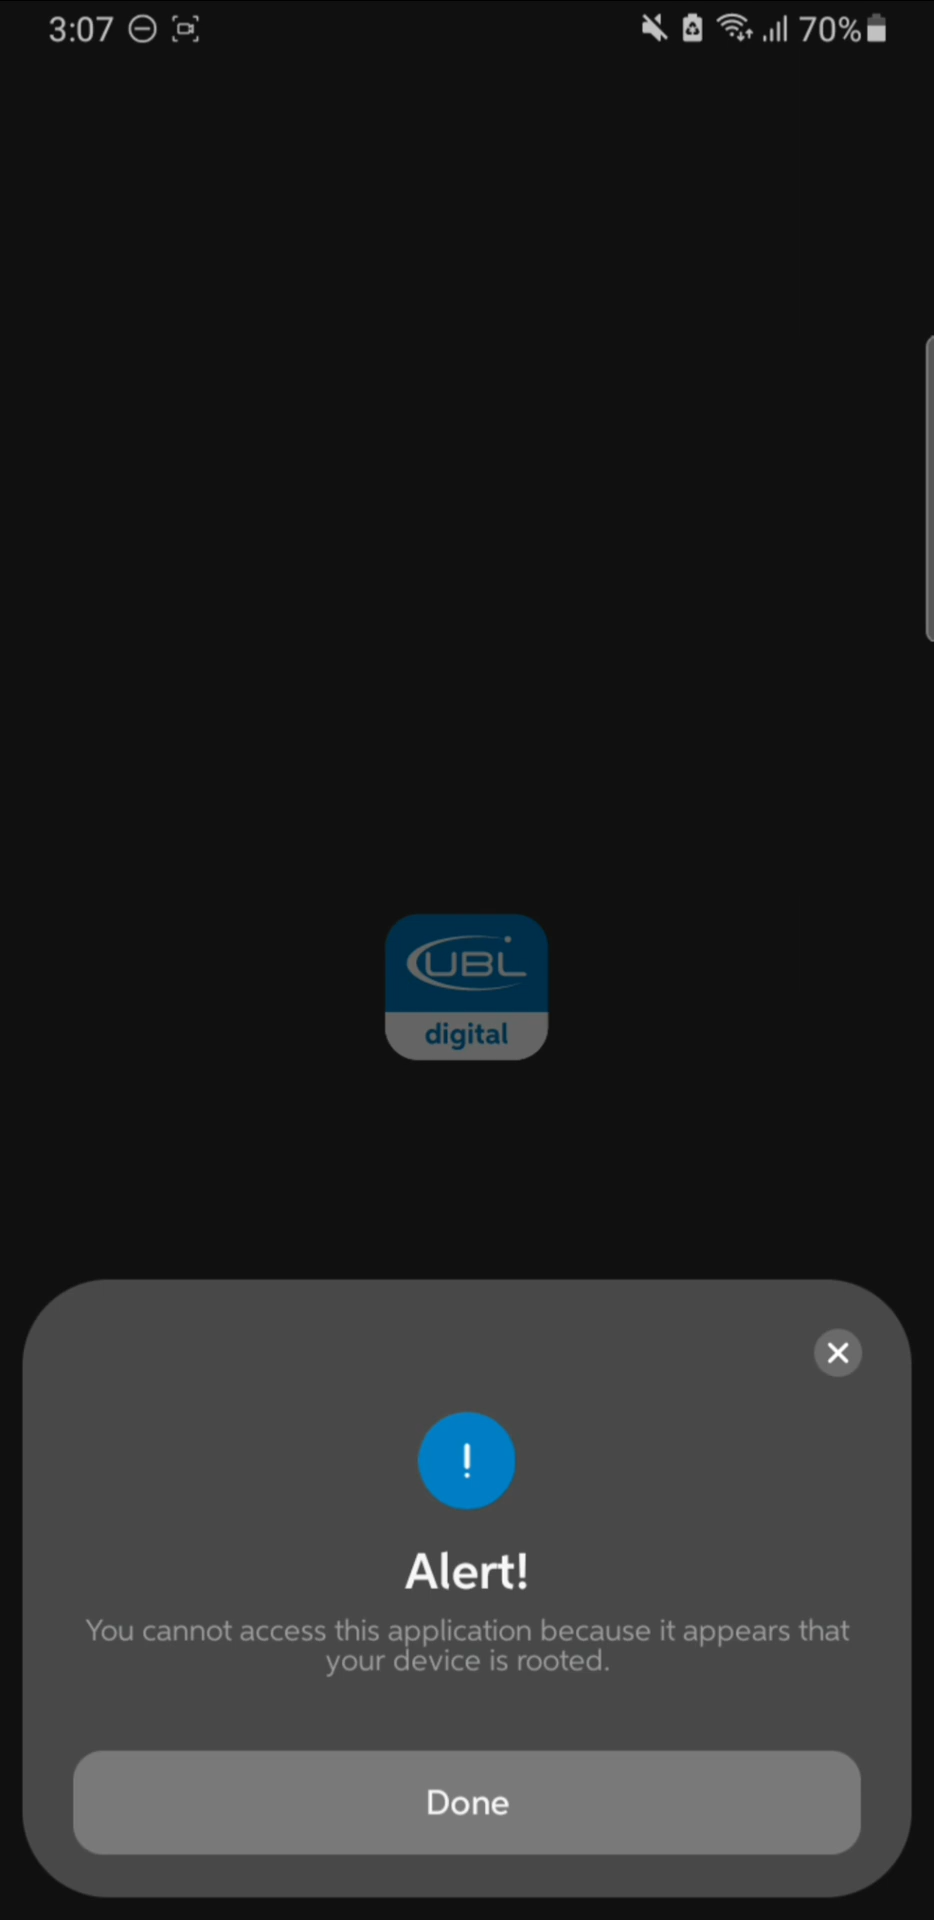 3:07 70%
UBL
digital
Alert!
You cannot access this application because it appears that
your device is rooted.
Done